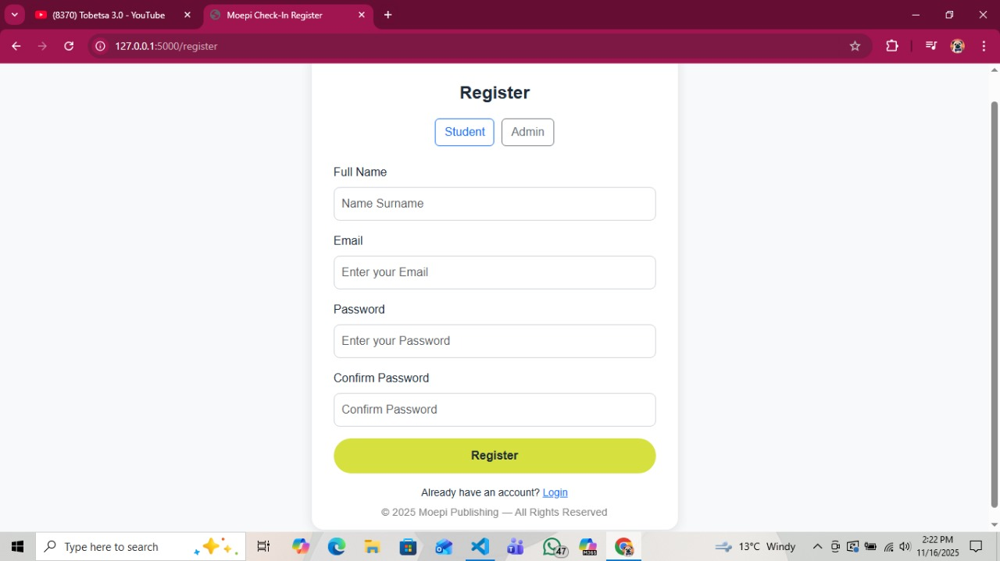 (8370) Tobetsa 3.0 - YouTube
Moepi Check-In Register
127.0.0.1:5000/register
Register
Student
Admin
Full Name
Name Surname
Email
Enter your Email
Password
Enter your Password
Confirm Password
Confirm Password
Register
Already have an account? Login
© 2025 Moepi Publishing — All Rights Reserved
Type here to search
47
M365
13°C Windy
2:22 PM
11/16/2025